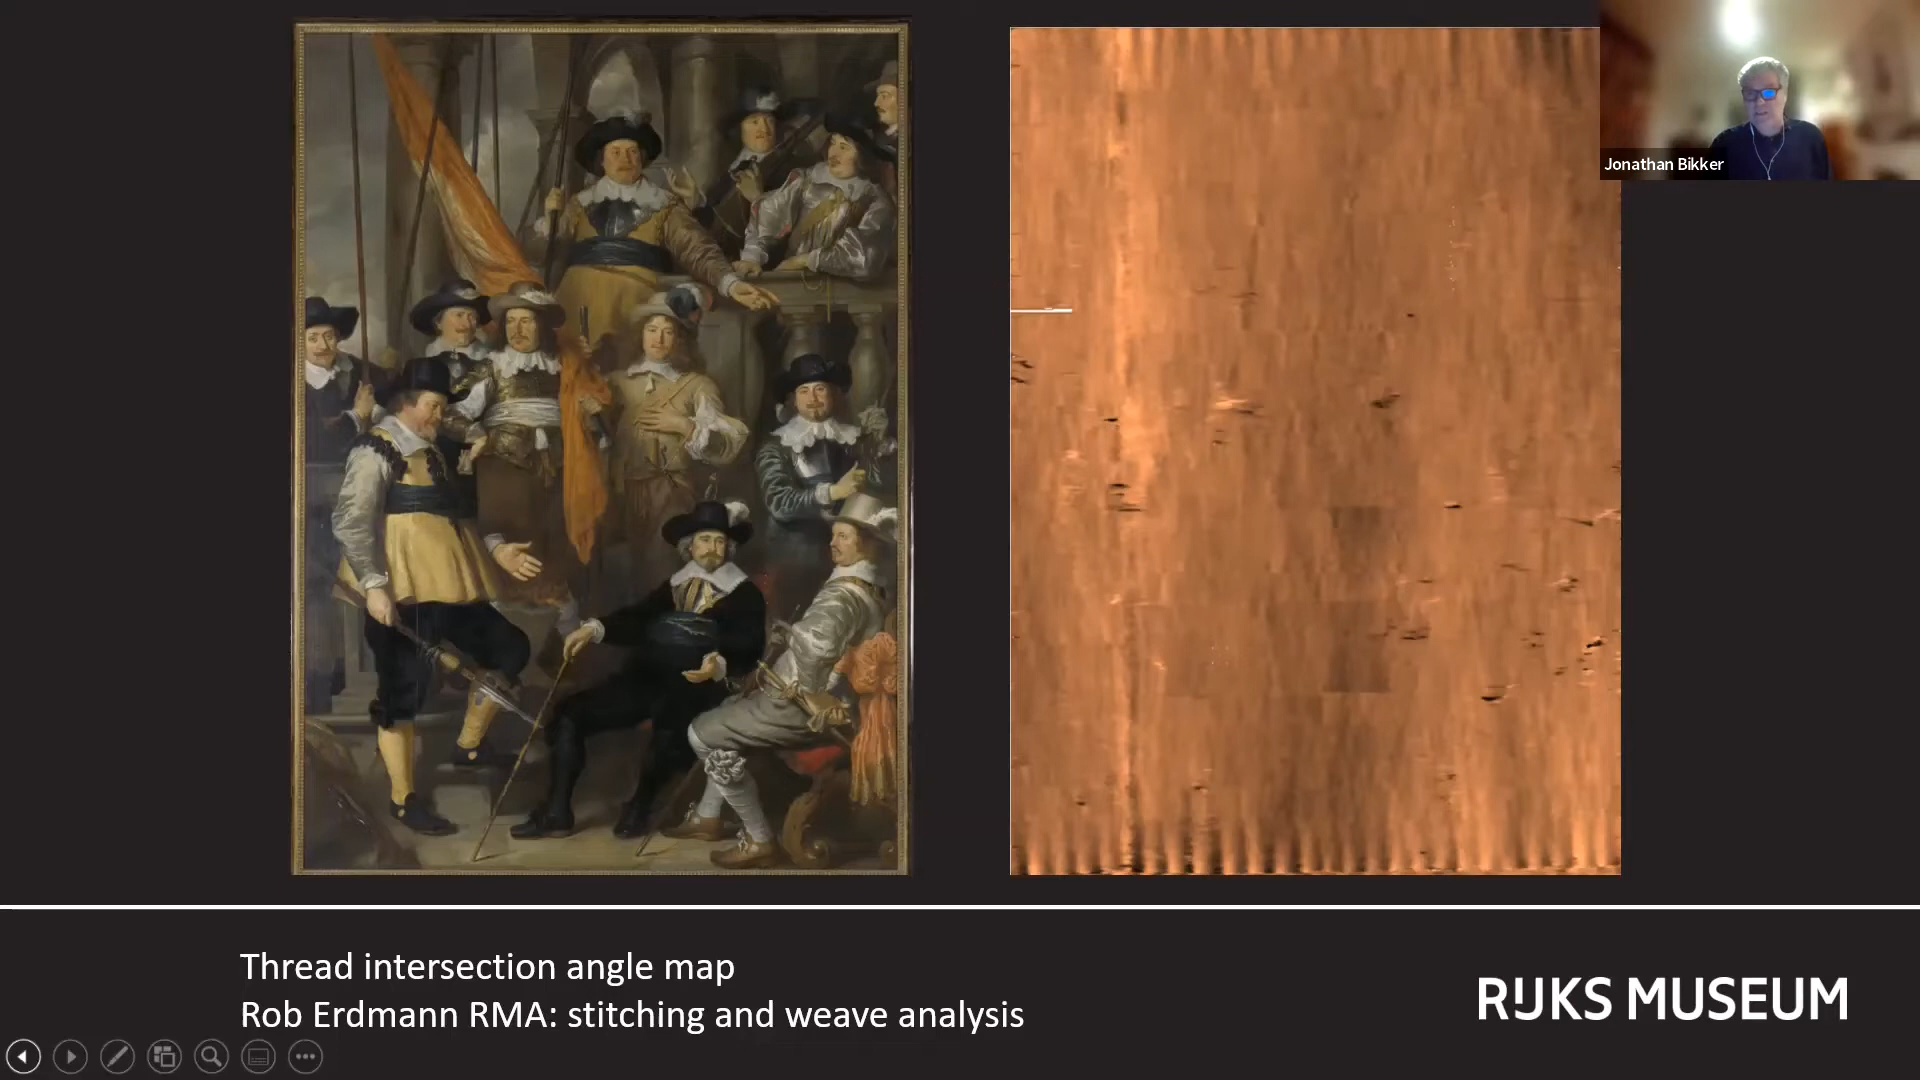 Jonathan Bikker
Thread intersection angle map
Rob Erdmann RMA: stitching and weave analysis
RIJKS MUSEUM